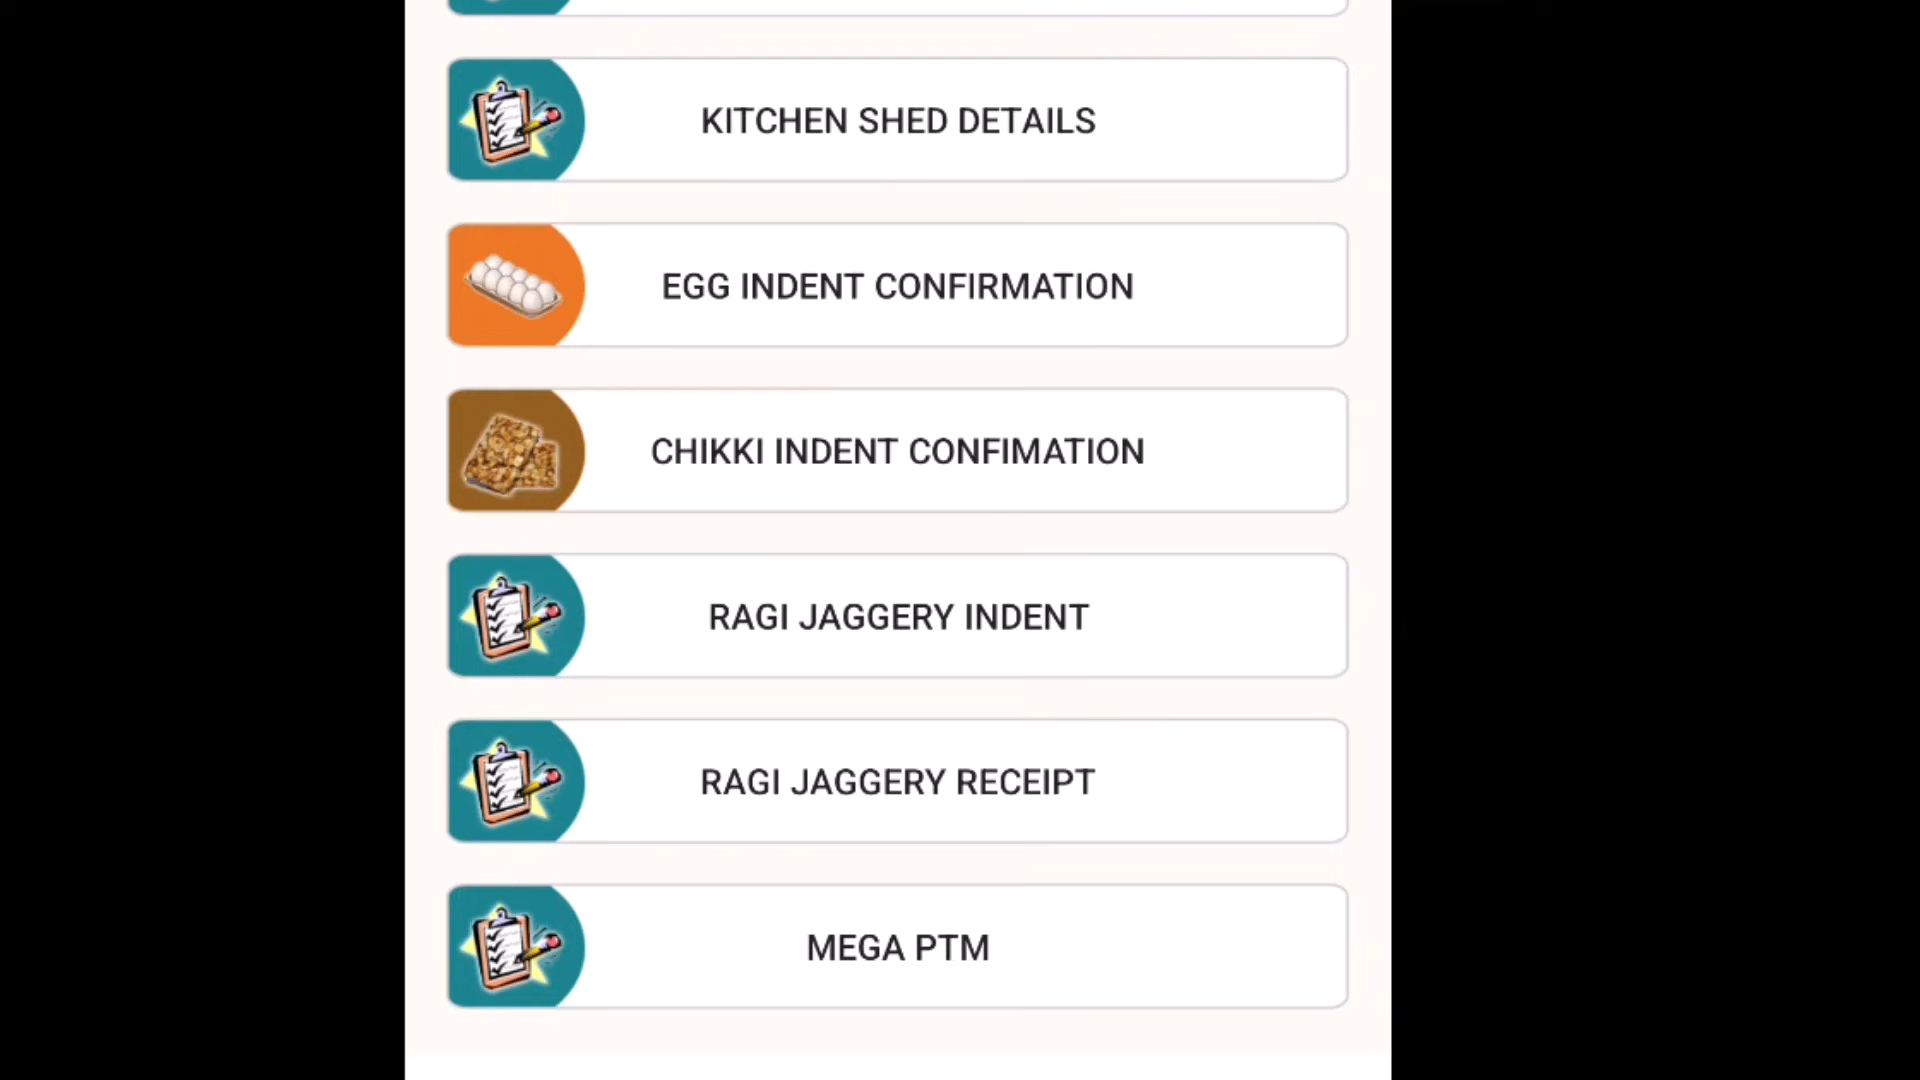 KITCHEN SHED DETAILS
EGG INDENT CONFIRMATION
CHIKKI INDENT CONFIMATION
RAGI JAGGERY INDENT
RAGI JAGGERY RECEIPT
MEGA PTM